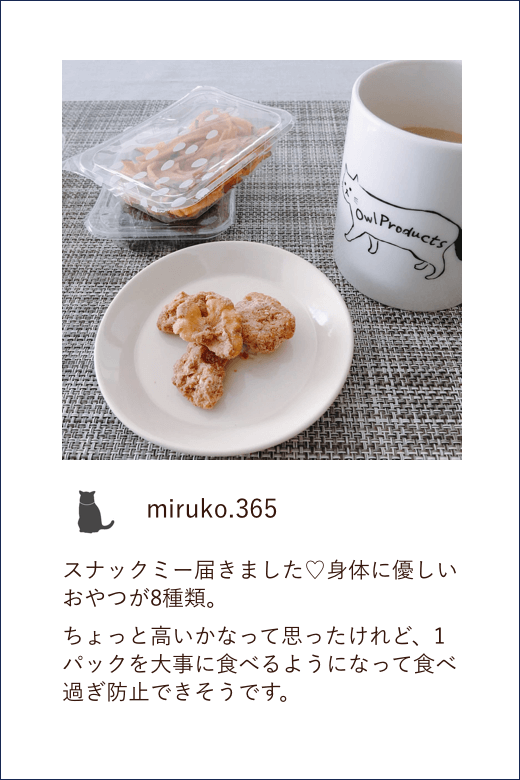 OwlProducts
miruko.365
スナックミー届きました♡身体に優しい
おやつが8種類。
ちょっと高いかなって思ったけれど、1
パックを大事に食べるようになって食べ
過ぎ防止できそうです。